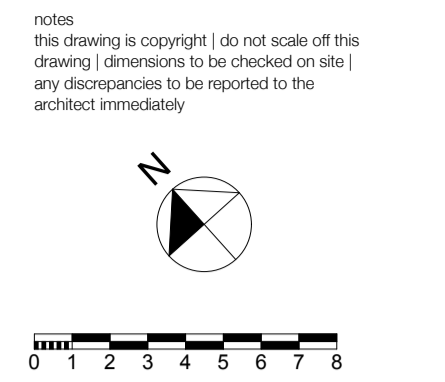 notes
this drawing is copyright | do not scale off this
drawing | dimensions to be checked on site |
any discrepancies to be reported to the
architect immediately
N
0 1 2 3 4 5 6 7 8